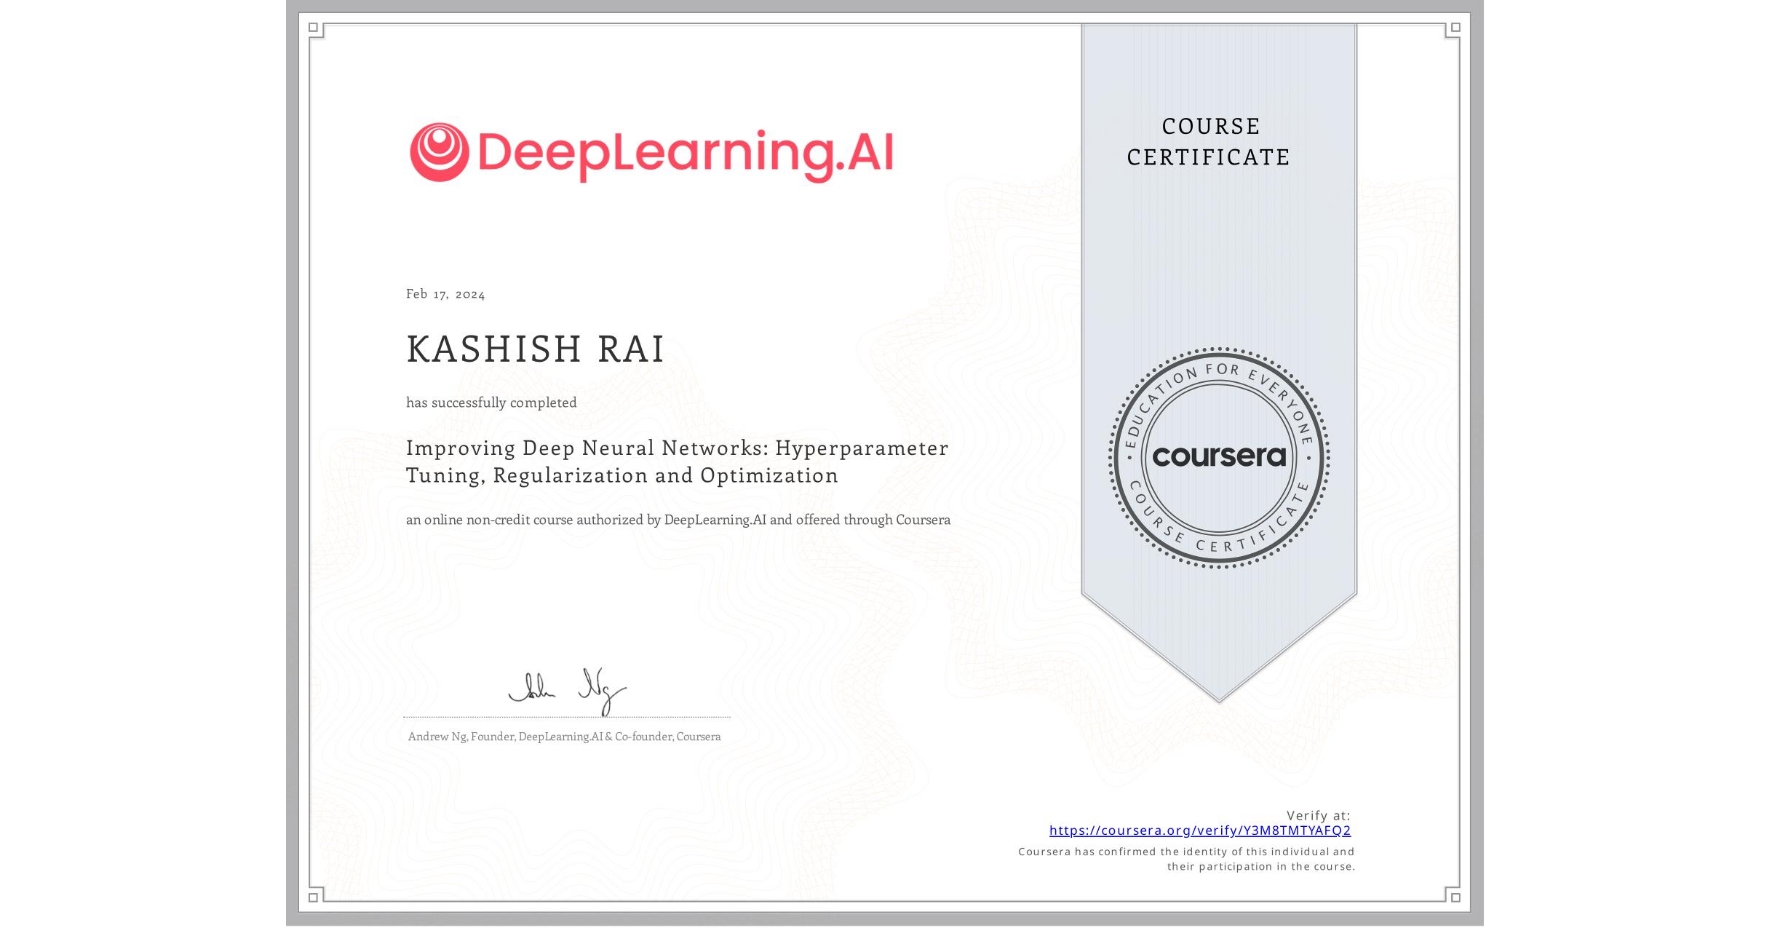 DeepLearning.AI
COURSE
CERTIFICATE
Feb 17, 2024
KASHISH RAI
has successfully completed
Improving Deep Neural Networks: Hyperparameter
Tuning, Regularization and Optimization
an online non-credit course authorized by DeepLearning.AI and offered through Coursera
EDUCATION FOR EVERYONE
coursera
COURSE CERTIFICATE
Andrew Ng, Founder, DeepLearning.AI & Co-founder, Coursera
Verify at:
https://coursera.org/verify/Y3M8TMTYAFQ2
Coursera has confirmed the identity of this individual and
their participation in the course.